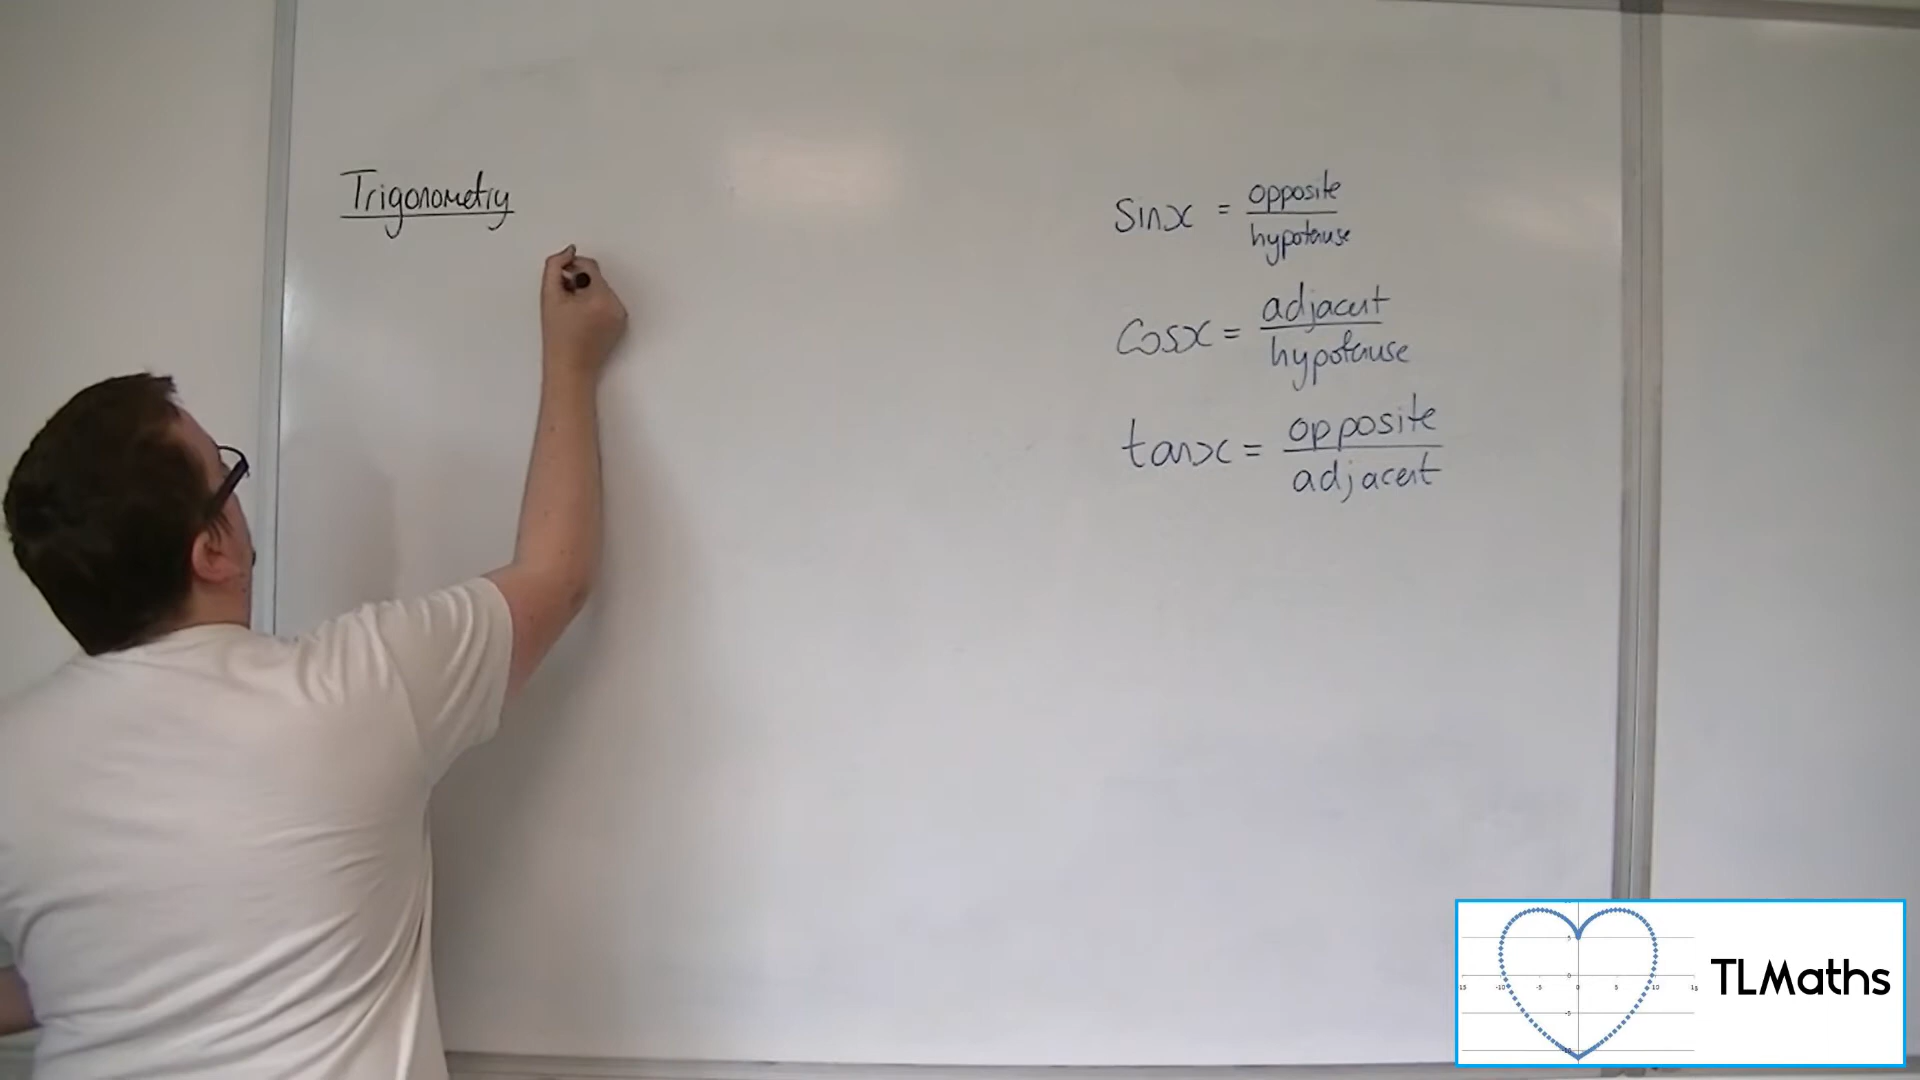 Trigonometry
Sinx = opposite
hypotenuse
Cosx = adjacent
hypotenuse
tanx = opposite
adjacent
TLMaths